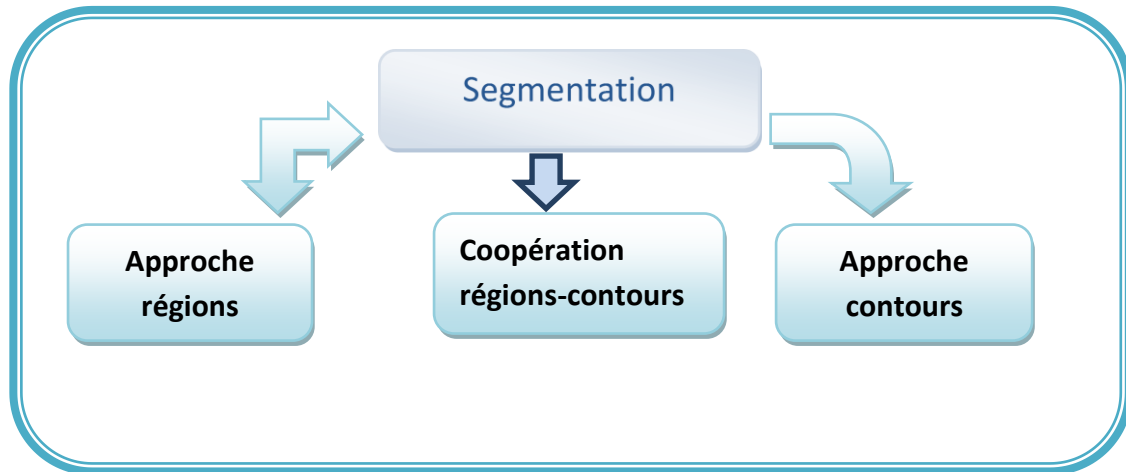 Segmentation
Approche
régions
Coopération
régions-contours
Approche
contours